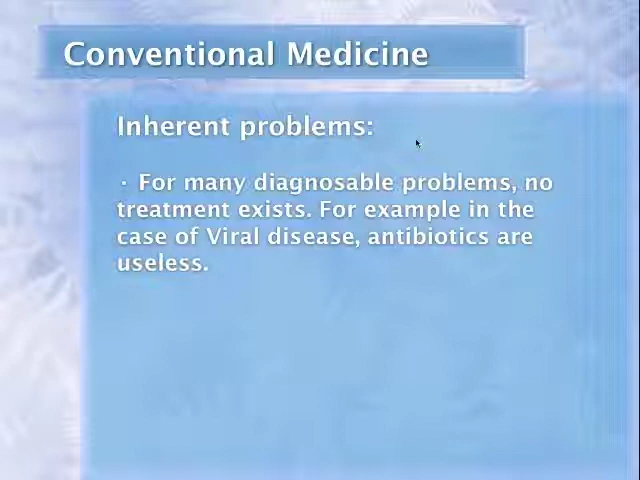 Conventional Medicine
Inherent problems:
· For many diagnosable problems, no
treatment exists. For example in the
case of Viral disease, antibiotics are
useless.